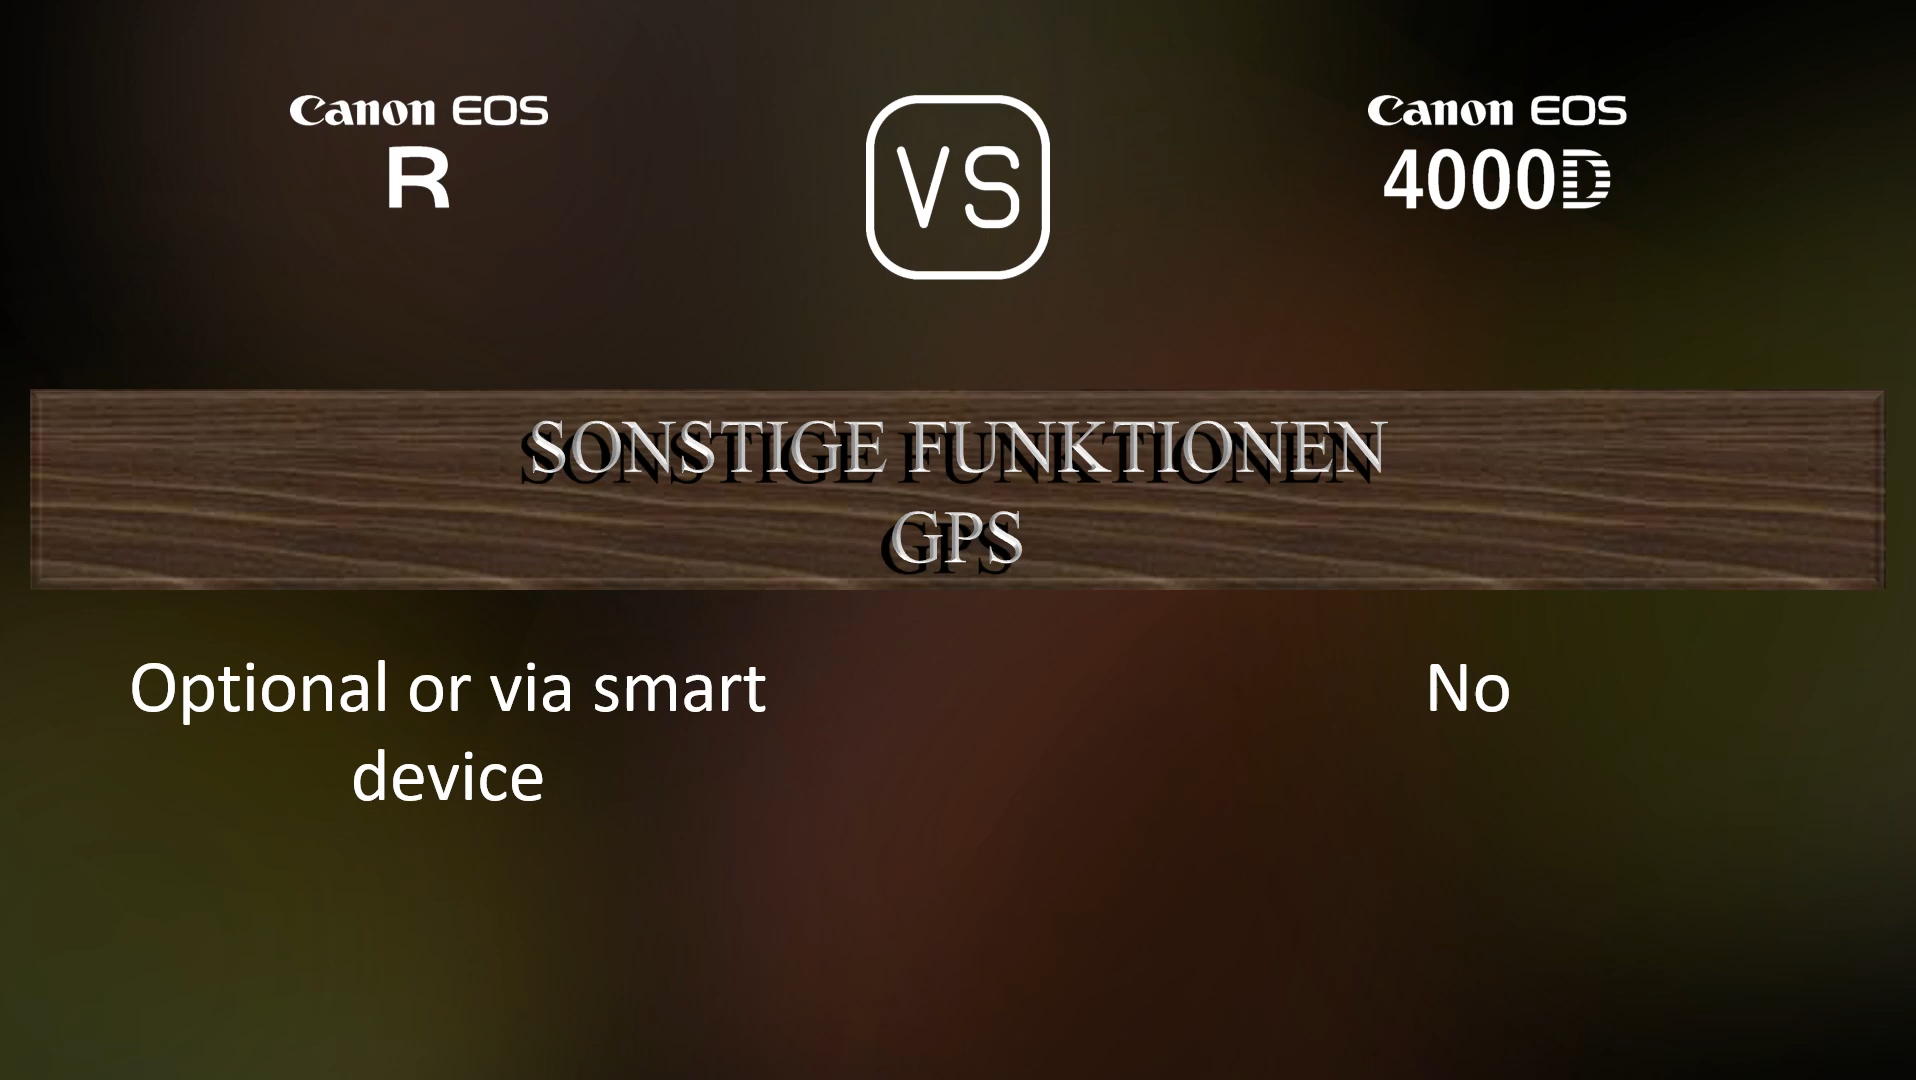 Canon EOS
R
VS
Canon EOS
4000D
SONSTIGE FUNKTIONEN
GPS
Optional or via smart
device
No